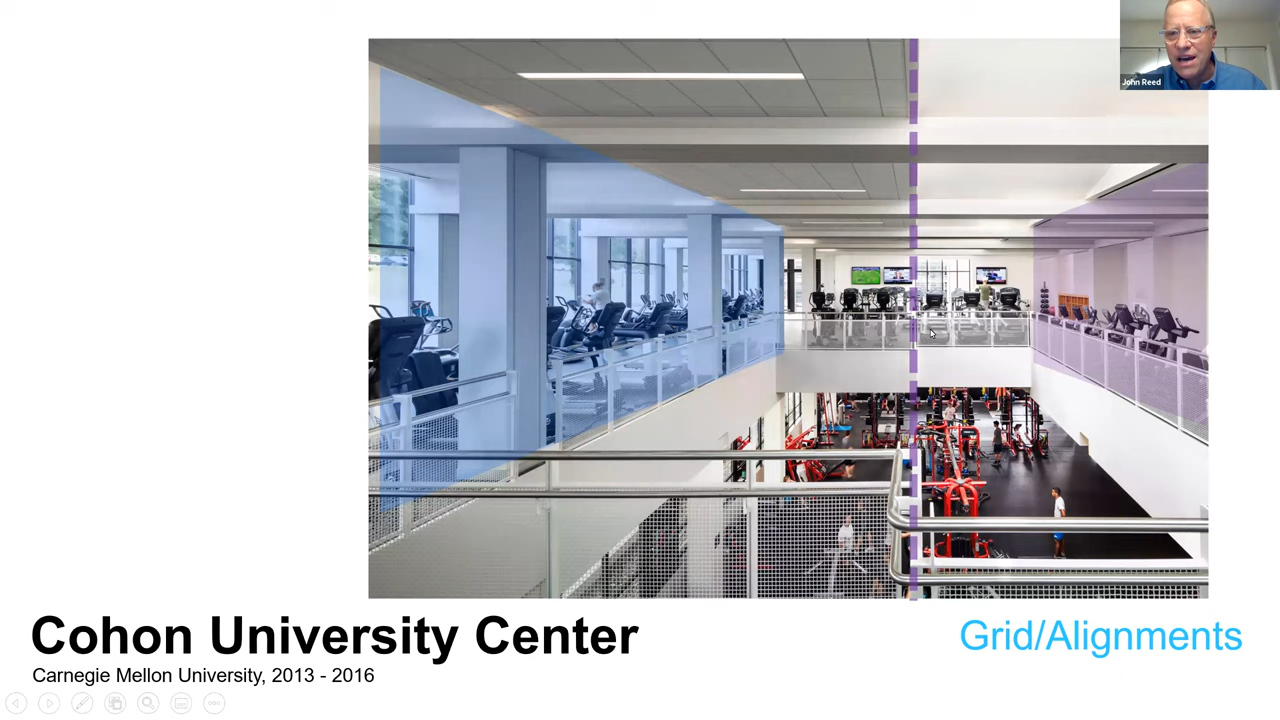 John Reed
Cohon University Center
Grid/Alignments
Carnegie Mellon University, 2013 - 2016